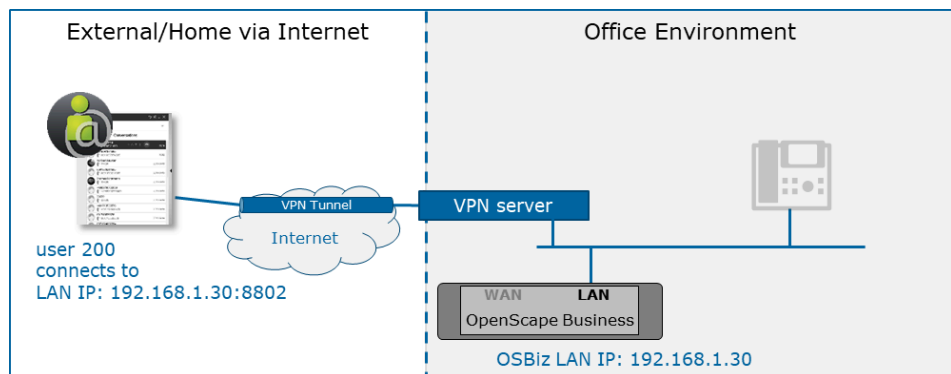 External/Home via Internet
Office Environment
@
VPN Tunnel
VPN server
Internet
user 200
connects to
LAN IP: 192.168.1.30:8802
WAN LAN
OpenScape Business
OSBiz LAN IP: 192.168.1.30